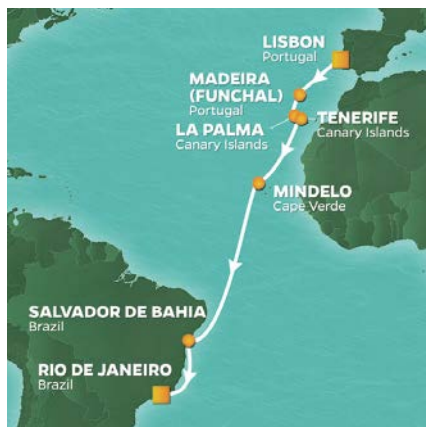 LISBON
Portugal
MADEIRA
(FUNCHAL)
Portugal
LA PALMA
Canary Islands
TENERIFE
Canary Islands
MINDELO
Cape Verde
SALVADOR DE BAHIA
Brazil
RIO DE JANEIRO
Brazil